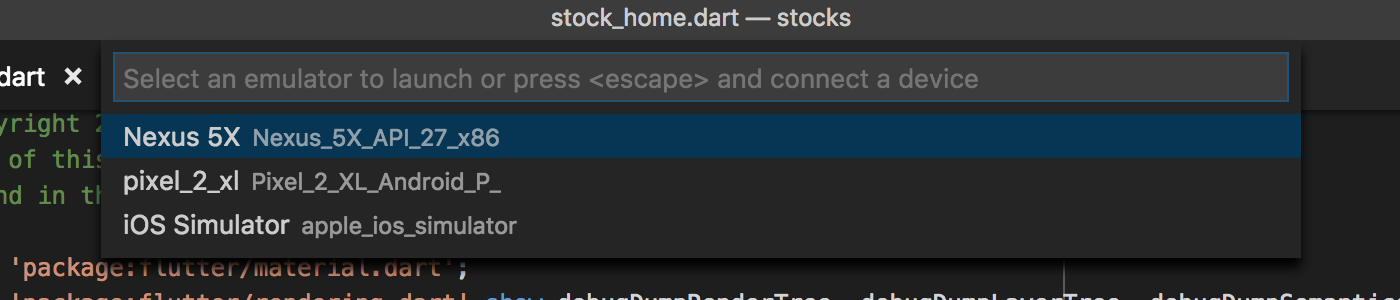 stock_home.dart — stocks
dart ×
Select an emulator to launch or press <escape> and connect a device
yright
Nexus 5X Nexus_5X_API_27_x86
of this
pixel_2_xl Pixel_2_XL_Android_P_
nd in th
iOS Simulator apple_ios_simulator
'package:flutter/material.dart';
'package:flutter/rendering.dart' show debugDumpRenderTree, debugDumpLayerTree, debugDumpSemanti